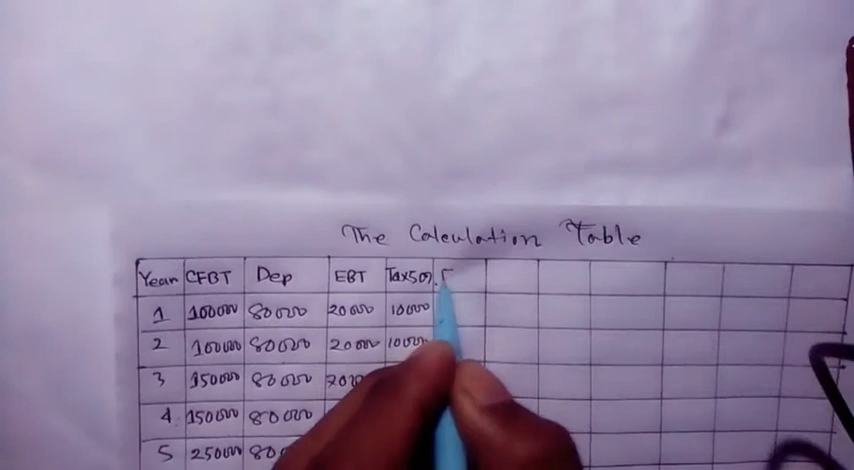 The Calculation Table
Year CFBT Dep EBT Tax50%
1 100000 80000 20000 10000
2 100000 80000 20000 10000
3 150000 80000
4 150000 80000
5 250000